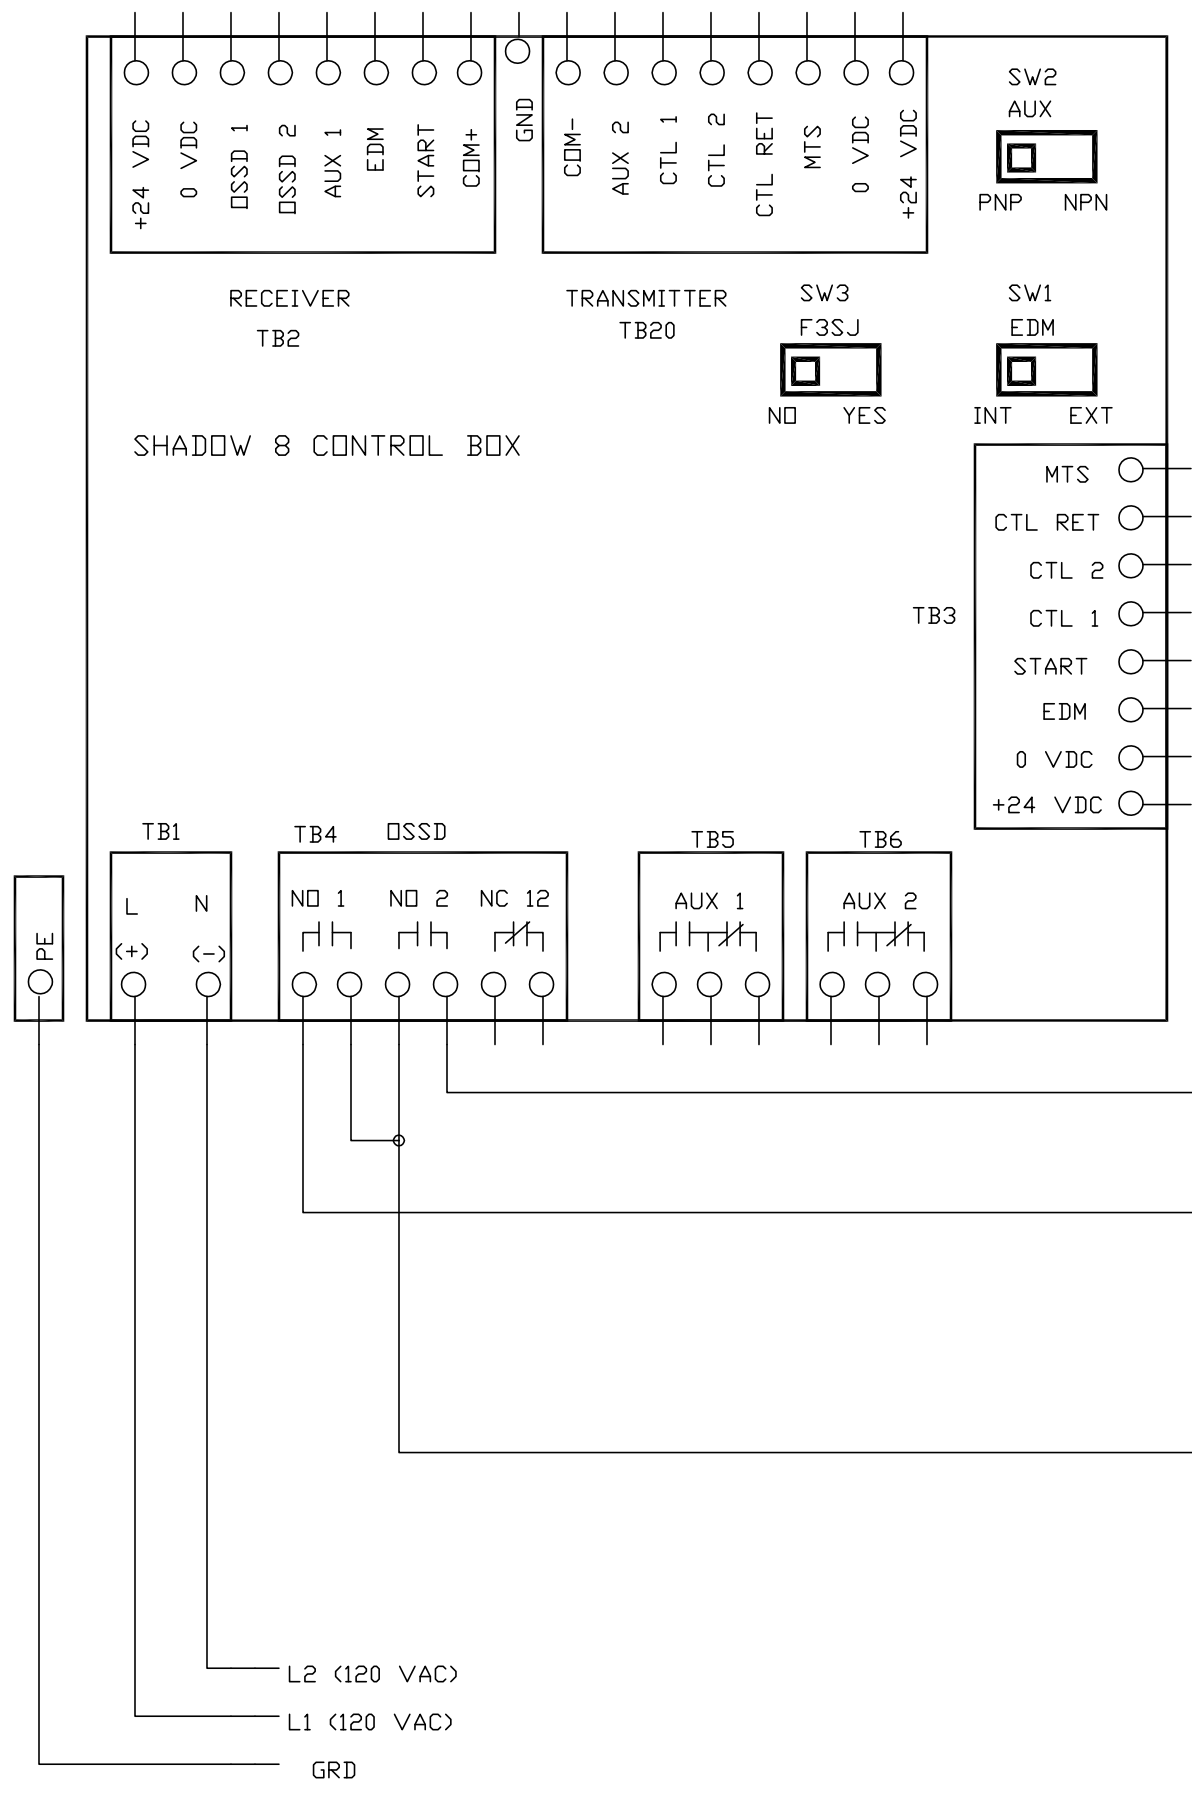 +24 VDC
0 VDC
OSSD 1
OSSD 2
AUX 1
EDM
START
COM+
GND
COM-
AUX 2
CTL 1
CTL 2
CTL RET
MTS
0 VDC
+24 VDC
SW2
AUX
PNP NPN
RECEIVER
TB2
TRANSMITTER
TB20
SW3
F3SJ
NO YES
SW1
EDM
INT EXT
SHADOW 8 CONTROL BOX
TB3
MTS
CTL RET
CTL 2
CTL 1
START
EDM
0 VDC
+24 VDC
TB1
L N
(+) (-)
PE
TB4 OSSD
NO 1 NO 2 NC 12
TB5
AUX 1
TB6
AUX 2
L2 (120 VAC)
L1 (120 VAC)
GRD